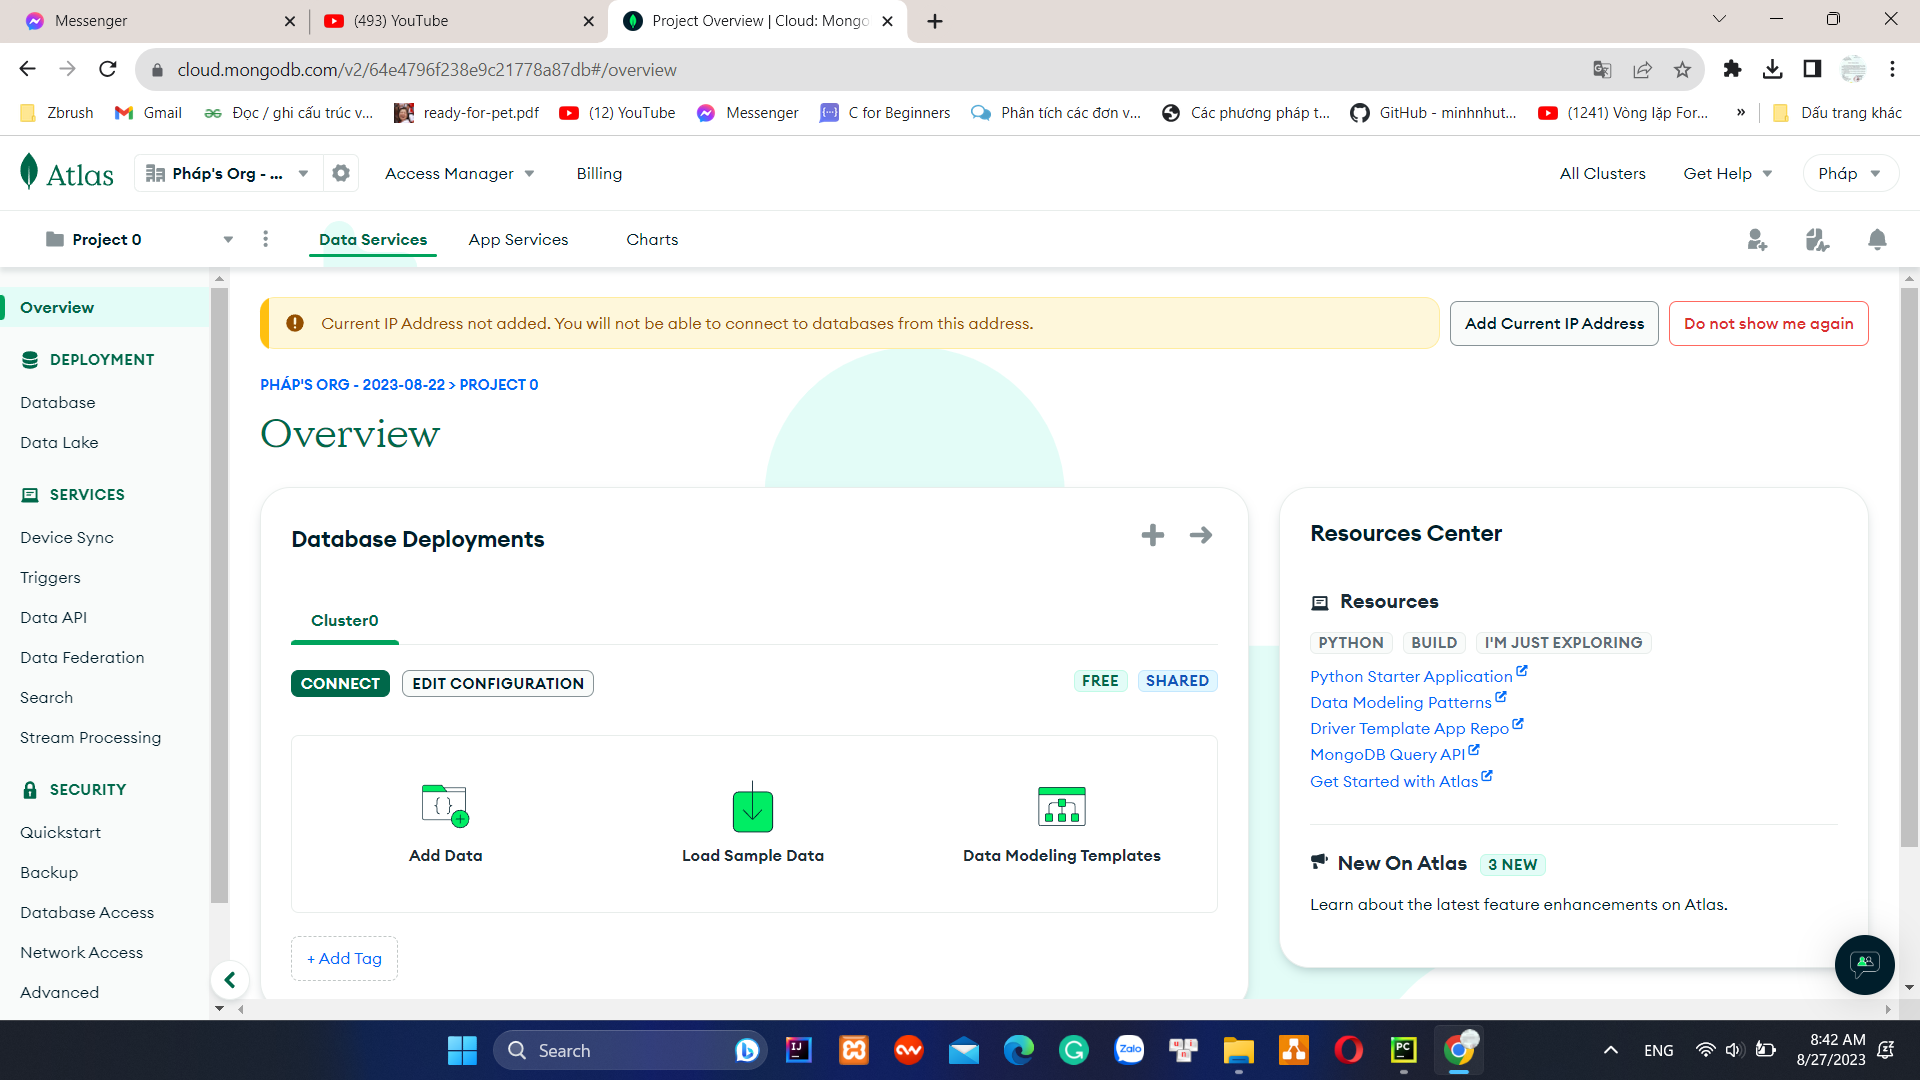 Messenger
(493) YouTube
Project Overview | Cloud: Mongo
cloud.mongodb.com/v2/64e4796f238e9c21778a87db#/overview
Zbrush
Gmail
Đọc / ghi cấu trúc v...
ready-for-pet.pdf
(12) YouTube
Messenger
C for Beginners
Phân tích các đơn v...
Các phương pháp t...
GitHub - minhnhut...
(1241) Vòng lặp For...
»
Dấu trang khác
Atlas
Pháp's Org - ...
Access Manager
Billing
All Clusters
Get Help
Pháp
Project 0
Data Services
App Services
Charts
Overview
DEPLOYMENT
Database
Data Lake
SERVICES
Device Sync
Triggers
Data API
Data Federation
Search
Stream Processing
SECURITY
Quickstart
Backup
Database Access
Network Access
Advanced
Current IP Address not added. You will not be able to connect to databases from this address.
Add Current IP Address
Do not show me again
PHÁP'S ORG - 2023-08-22 > PROJECT 0
Overview
Database Deployments
Cluster0
CONNECT
EDIT CONFIGURATION
FREE
SHARED
Add Data
Load Sample Data
Data Modeling Templates
+ Add Tag
Resources Center
Resources
PYTHON
BUILD
I'M JUST EXPLORING
Python Starter Application
Data Modeling Patterns
Driver Template App Repo
MongoDB Query API
Get Started with Atlas
New On Atlas
3 NEW
Learn about the latest feature enhancements on Atlas.
Search
IJ
Zalo
PC
ENG
8:42 AM
8/27/2023